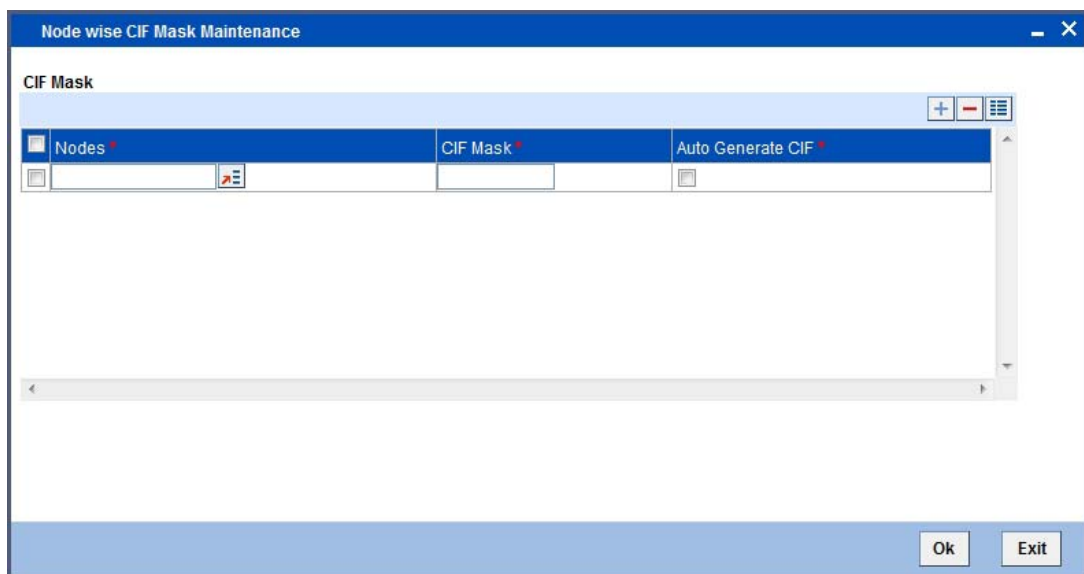 Node wise CIF Mask Maintenance
CIF Mask
Nodes * CIF Mask * Auto Generate CIF *
Ok Exit